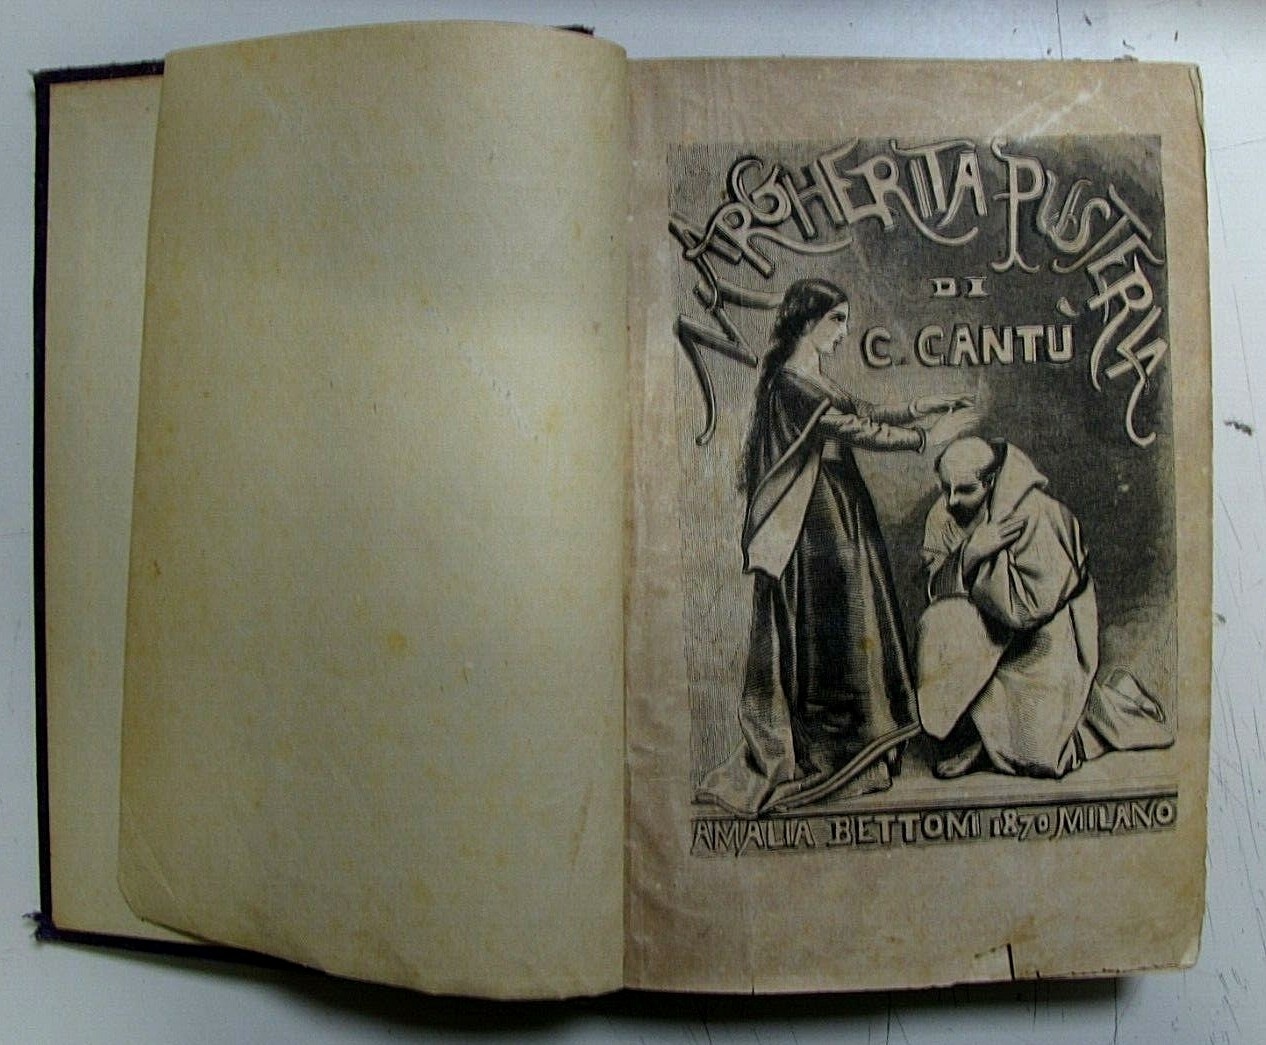 MARGHERITA PUSTERLA
DI
C. CANTÙ
AMALIA BETTONI 1870 MILANO